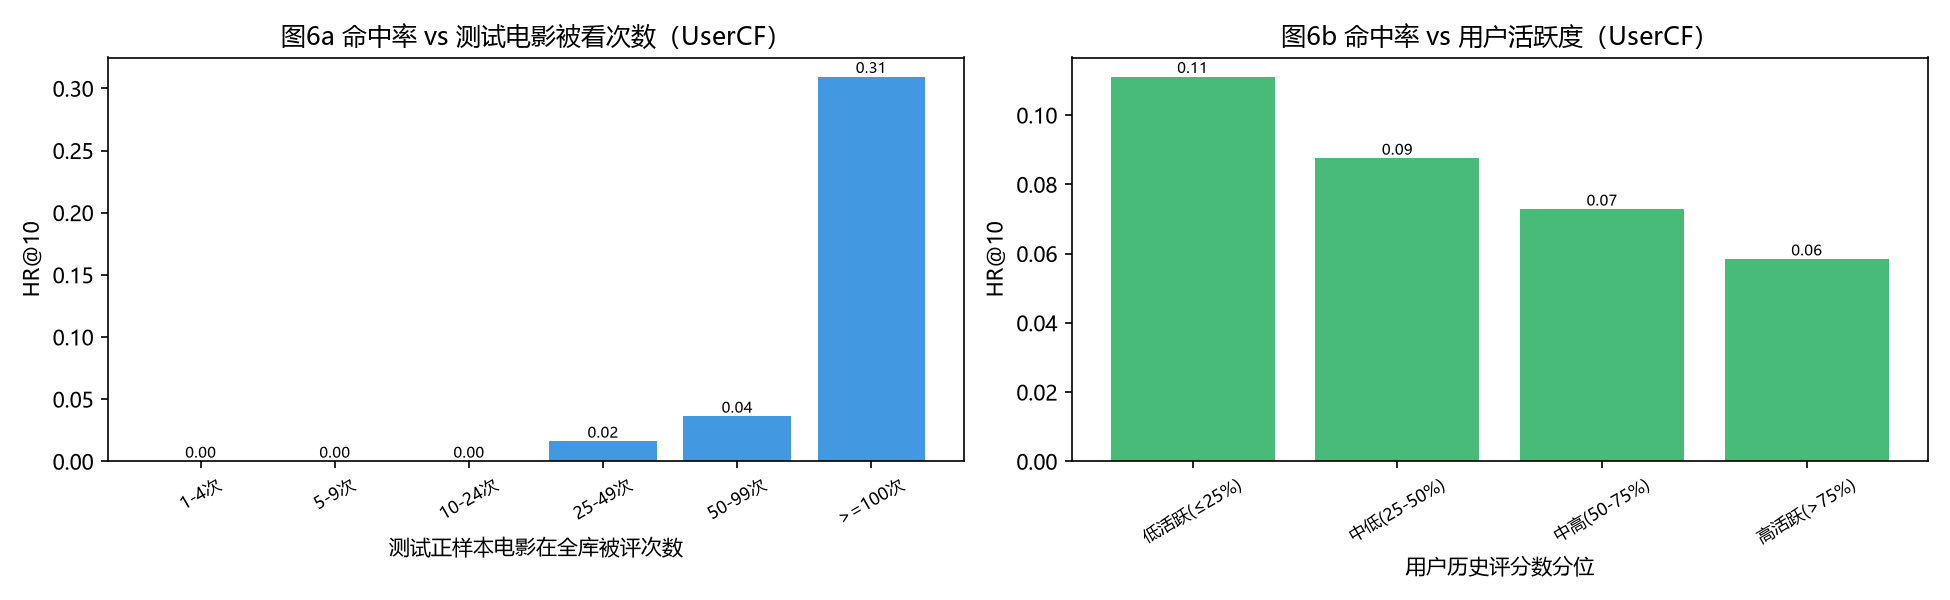 图6a 命中率 vs 测试电影被看次数（UserCF）
HR@10
0.30
0.25
0.20
0.15
0.10
0.05
0.00
0.00
0.00
0.00
0.02
0.04
0.31
1-4次
5-9次
10-24次
25-49次
50-99次
>=100次
测试正样本电影在全库被评次数
图6b 命中率 vs 用户活跃度（UserCF）
HR@10
0.10
0.08
0.06
0.04
0.02
0.00
0.11
0.09
0.07
0.06
低活跃(≤25%)
中低(25-50%)
中高(50-75%)
高活跃(>75%)
用户历史评分数分位